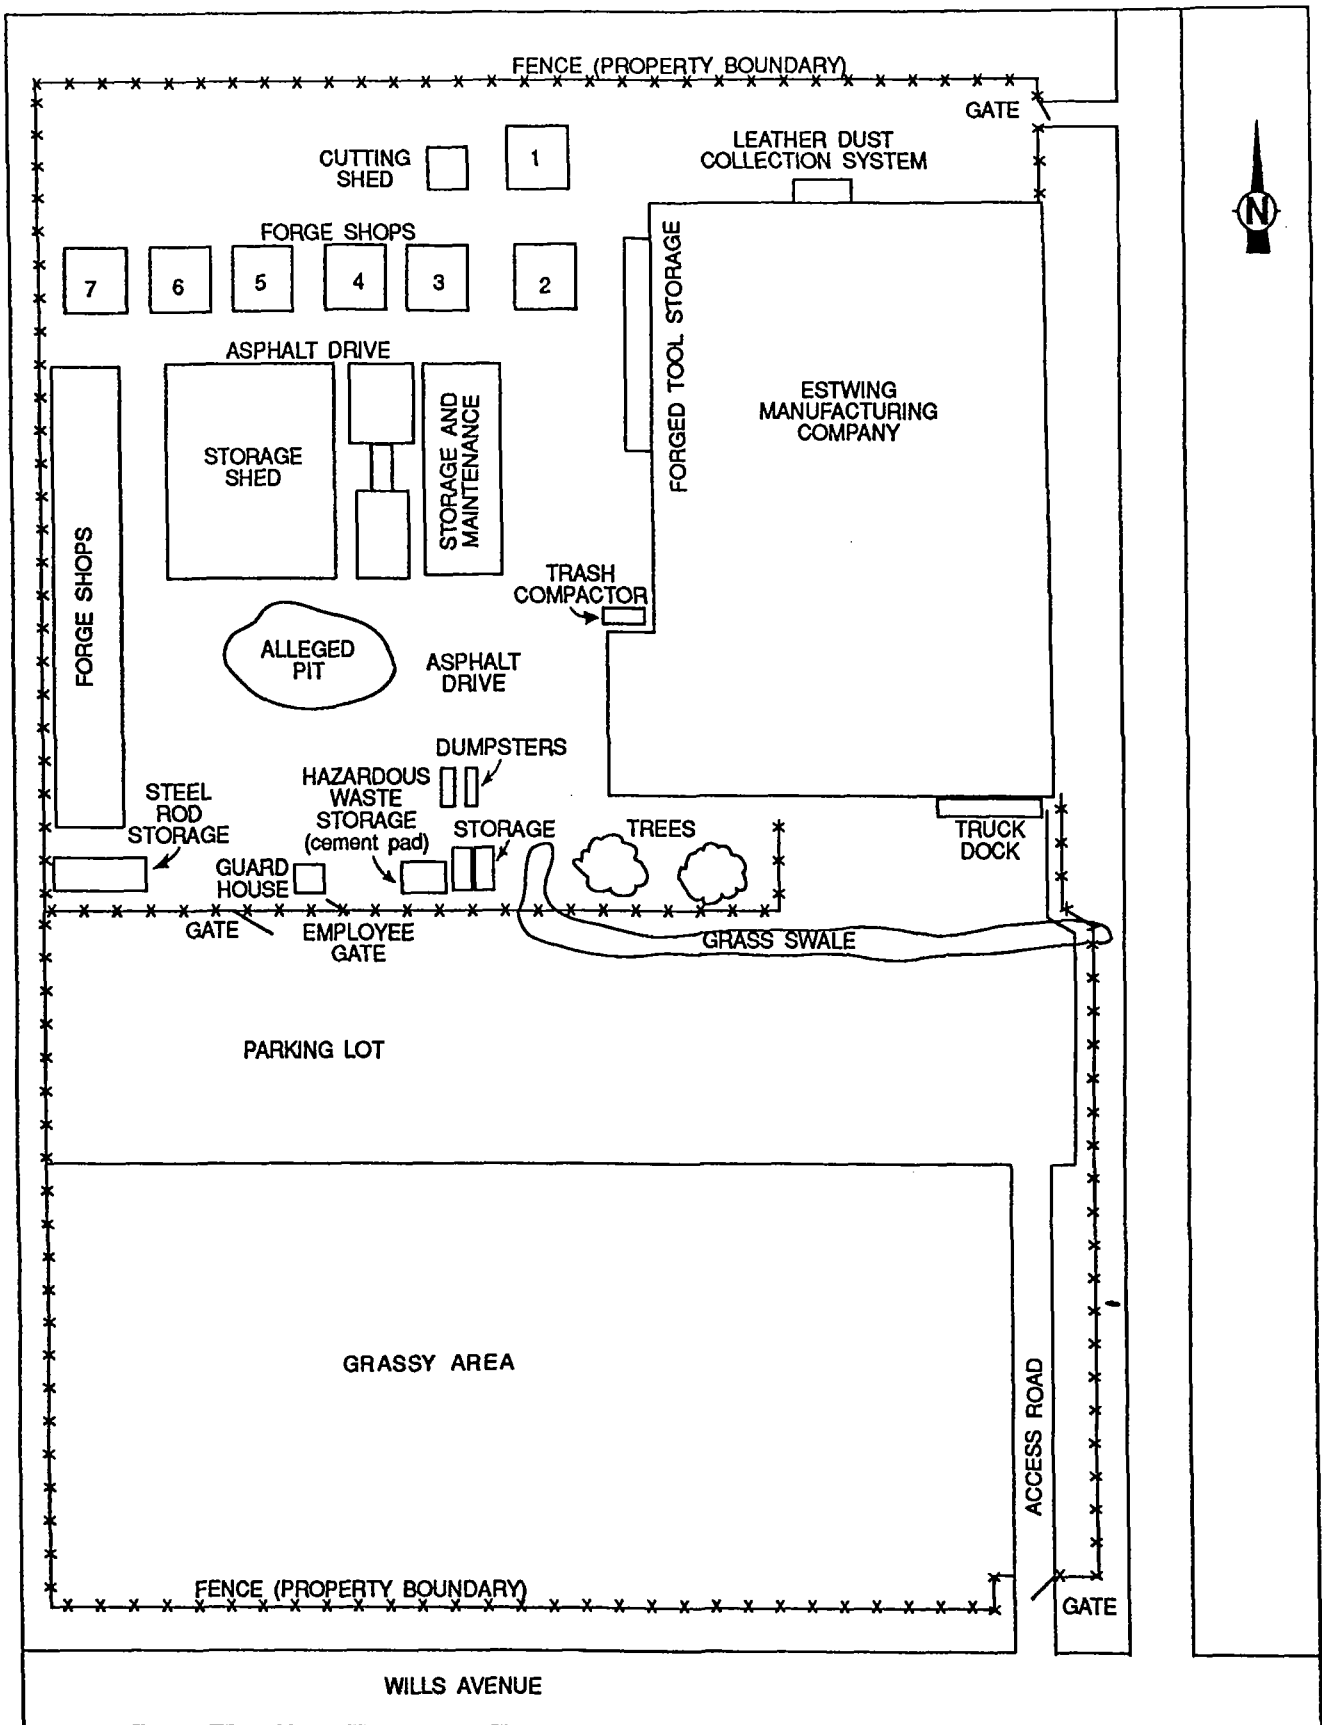 FENCE (PROPERTY BOUNDARY)
GATE
LEATHER DUST
COLLECTION SYSTEM
CUTTING
SHED
1
N
FORGE SHOPS
7
6
5
4
3
2
FORGED TOOL STORAGE
ASPHALT DRIVE
ESTWING
MANUFACTURING
COMPANY
STORAGE
SHED
STORAGE AND
MAINTENANCE
FORGE SHOPS
TRASH
COMPACTOR
ALLEGED
PIT
ASPHALT
DRIVE
DUMPSTERS
HAZARDOUS
WASTE
STORAGE
(cement pad)
STEEL
ROD
STORAGE
STORAGE
TREES
TRUCK
DOCK
GUARD
HOUSE
GATE
EMPLOYEE
GATE
GRASS SWALE
PARKING LOT
GRASSY AREA
ACCESS ROAD
FENCE (PROPERTY BOUNDARY)
GATE
WILLS AVENUE